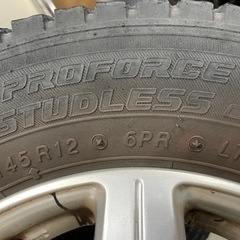 PROFORCE
STUDLESS
45 R12 6PR L